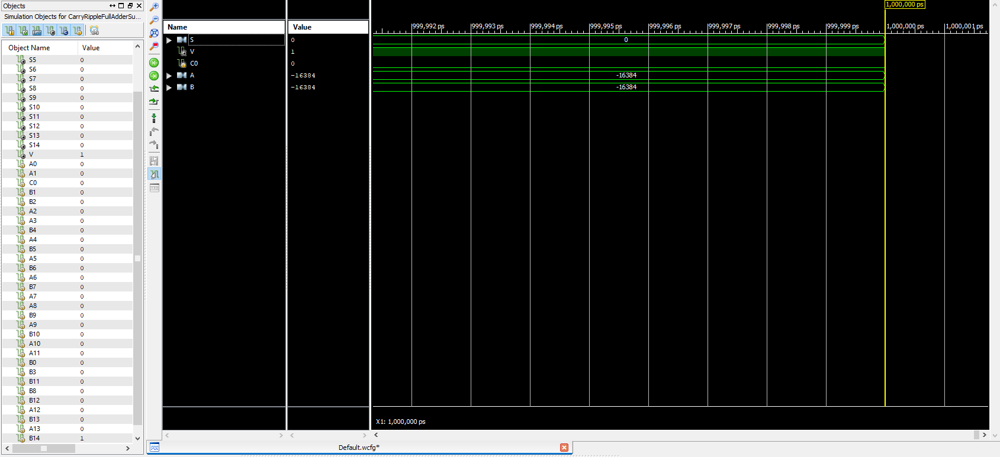 Objects
Simulation Objects for CarryRippleFullAdderSu...
Object Name Value
S5 0
S6 0
S7 0
S8 0
S9 0
S10 0
S11 0
S12 0
S13 0
S14 0
V 1
A0 0
A1 0
C0 0
B1 0
B2 0
A2 0
A3 0
B4 0
A4 0
B5 0
A5 0
B6 0
A6 0
B7 0
A7 0
A8 0
B9 0
A9 0
B10 0
A10 0
A11 0
B0 0
B3 0
B11 0
B8 0
B12 0
A12 0
B13 0
A13 0
B14 1
Name Value
S 0
V 1
C0 0
A -16384
B -16384
1,000,000 ps
999,992 ps 999,993 ps 999,994 ps 999,995 ps 999,996 ps 999,997 ps 999,998 ps 999,999 ps 1,000,000 ps 1,000,001 ps
0
-16384
-16384
X1: 1,000,000 ps
Default.wcfg*